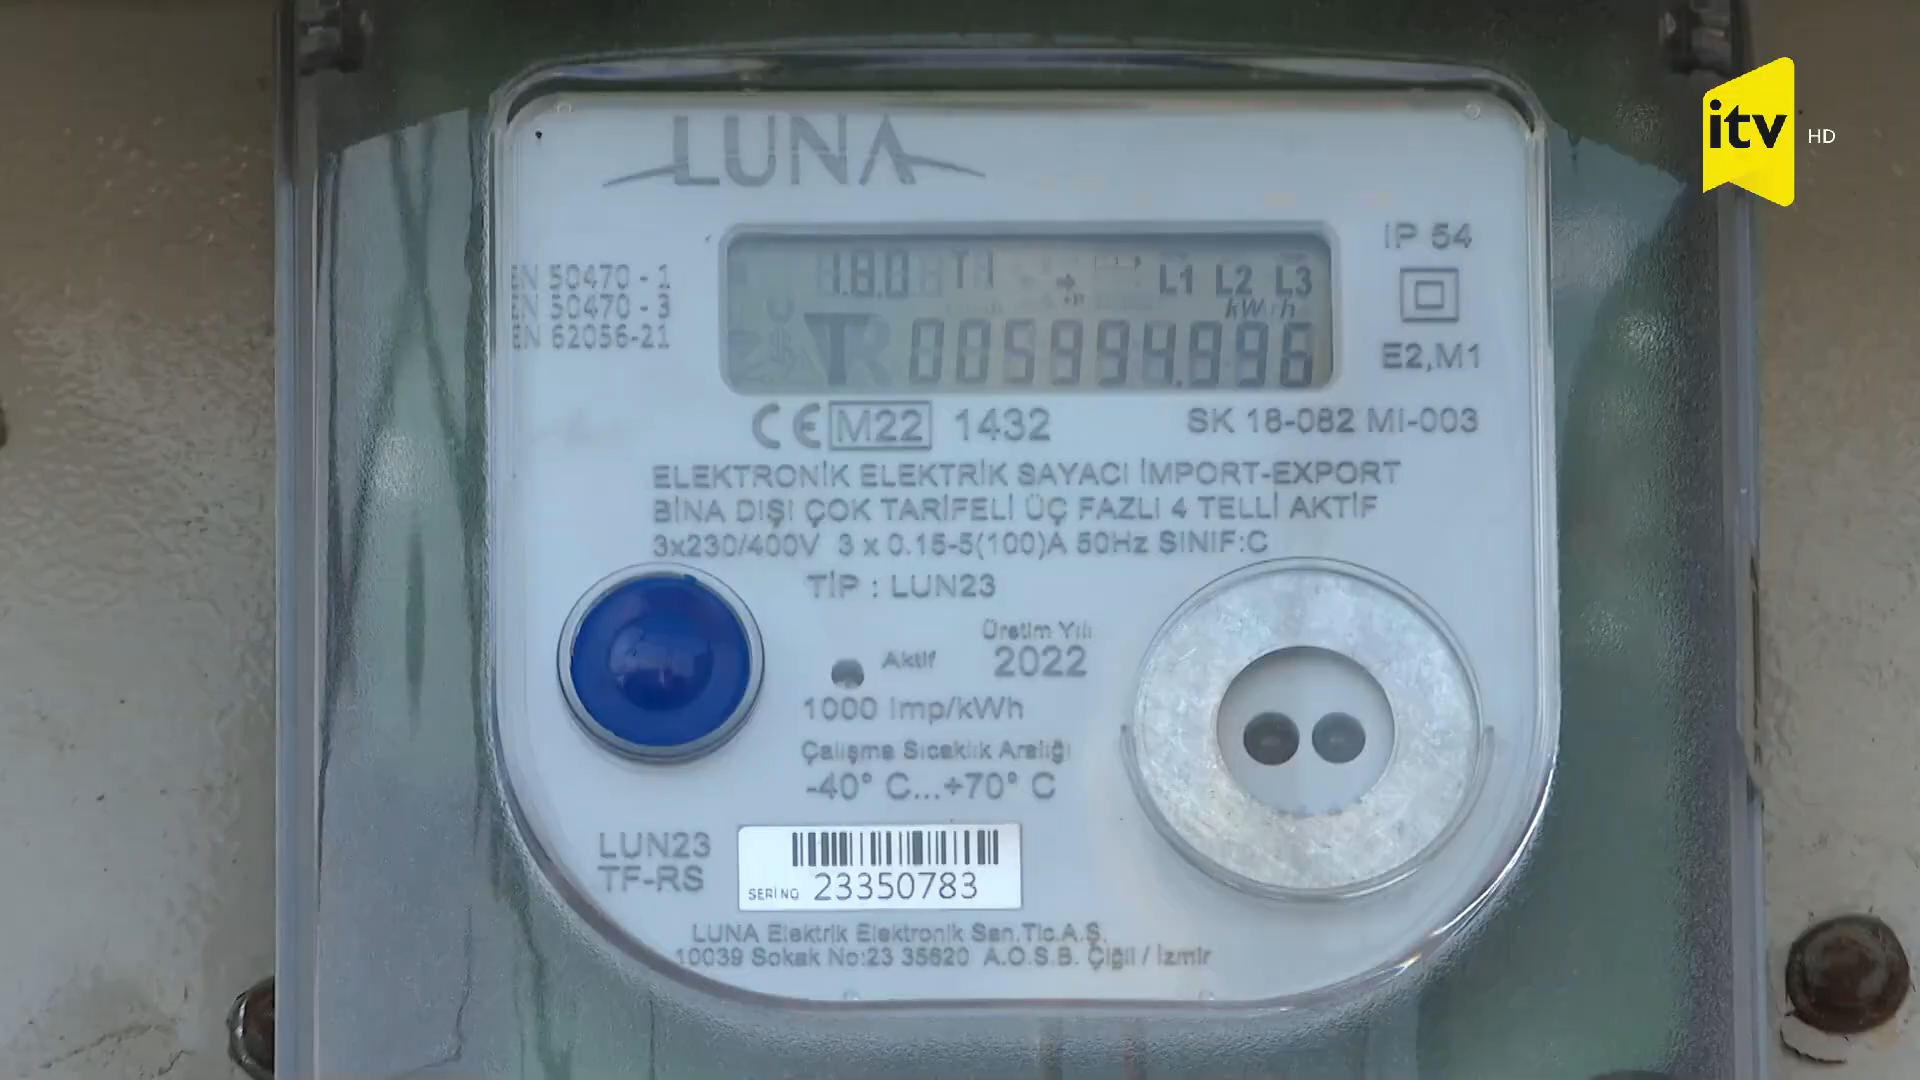 LUNA
itv HD
IP 54
1.8.0 T1 L1 L2 L3
+P
kWh
EN 50470 - 1
EN 50470 - 3
EN 62056-21
E2,M1
CE M22 1432 SK 18-082 MI-003
ELEKTRONİK ELEKTRİK SAYACI İMPORT-EXPORT
BİNA DIŞI ÇOK TARİFELİ ÜÇ FAZLI 4 TELLİ AKTİF
3x230/400V 3 x 0.15-5(100)A 50Hz SINIF:C
TİP : LUN23
Üretim Yılı
Aktif 2022
1000 Imp/kWh
Çalışma Sıcaklık Aralığı
-40° C...+70° C
LUN23
TF-RS
SERİ NO 23350783
LUNA Elektrik Elektronik San.Tic.A.Ş.
10039 Sokak No:23 35620 A.O.S.B. Çiğli / İzmir